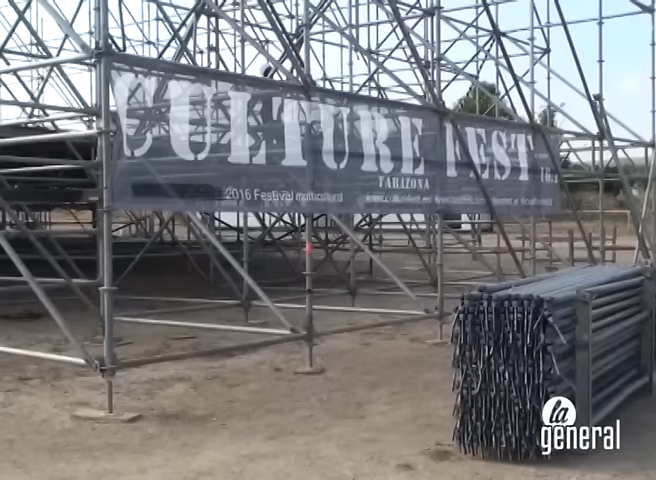 CULTURE FEST
TARAZONA
2016 Festival multicultural
la
general